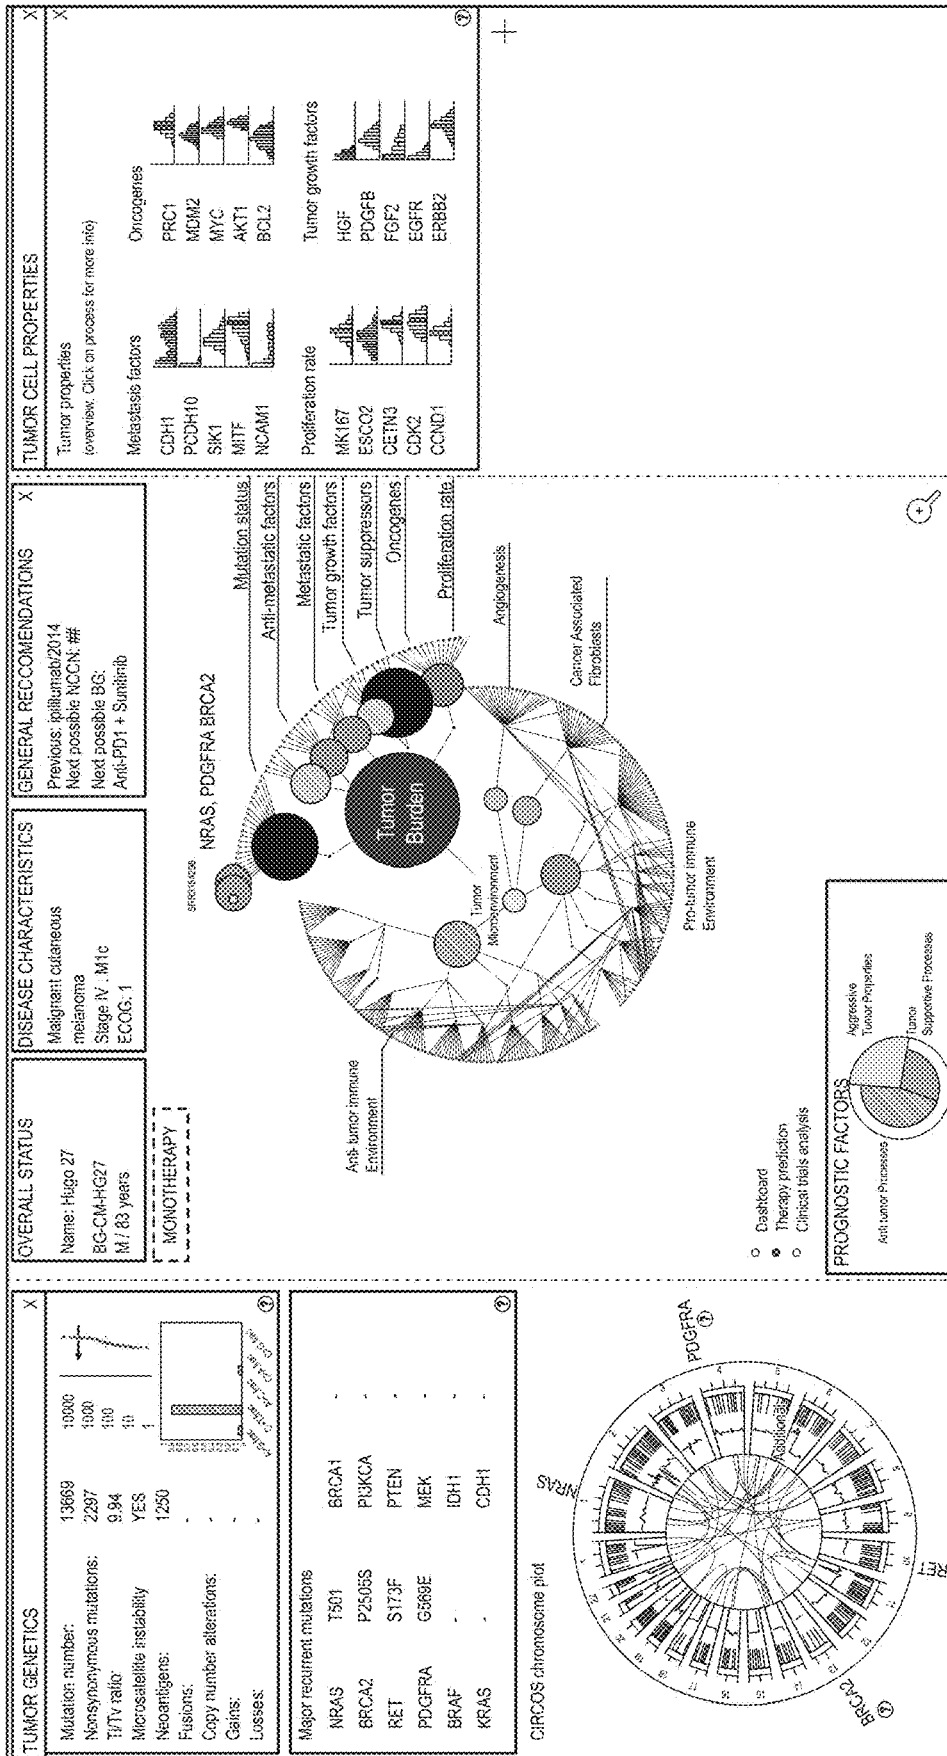 TUMOR GENETICS X
Mutation number: 13669
Nonsynonymous mutations: 2297
Ti/Tv ratio: 9.94
Microsatellite instability YES
Neoantigens: 1250
Fusions: -
Copy number alterations: -
Gains: -
Losses: -
10000
1000
100
10
1
?
Major recurrent mutations
NRAS T501 BRCA1 -
BRCA2 P2505S PI3KCA -
RET S173F PTEN -
PDGFRA G569E MEK -
BRAF - IDH1 -
KRAS - CDH1 -
?
CIRCOS chromosome plot
NRAS
PDGFRA
?
RET
BRCA2
?
Additional
OVERALL STATUS
Name: Hugo 27
BG-CM-HG27
M / 83 years
DISEASE CHARACTERISTICS
Malignant cutaneous
melanoma
Stage IV . M1c
ECOG: 1
GENERAL RECCOMENDATIONS X
Previous: ipililumab/2014
Next possible NCCN: ##
Next possible BG:
Anti-PD1 + Sunitinib
MONOTHERAPY
NRAS, PDGFRA BRCA2
Mutation status
Anti-metastatic factors
Metastatic factors
Tumor growth factors
Tumor suppressors
Oncogenes
Proliferation rate
Tumor
Burden
Tumor
Microenvironment
Angiogenesis
Cancer Associated
Fibroblasts
Anti-tumor immune
Environment
Pro-tumor immune
Environment
Dashboard
Therapy prediction
Clinical trials analysis
PROGNOSTIC FACTORS
Anti tumor Processes
Aggressive
Tumor Properties
Tumor
Supportive Processes
TUMOR CELL PROPERTIES X
Tumor properties X
(overview. Click on process for more info)
Metastasis factors
CDH1
PCDH10
SIK1
MITF
NCAM1
Oncogenes
PRC1
MDM2
MYC
AKT1
BCL2
Proliferation rate
MK167
ESCO2
CETN3
CDK2
CCND1
Tumor growth factors
HGF
PDGFB
FGF2
EGFR
ERBB2
?